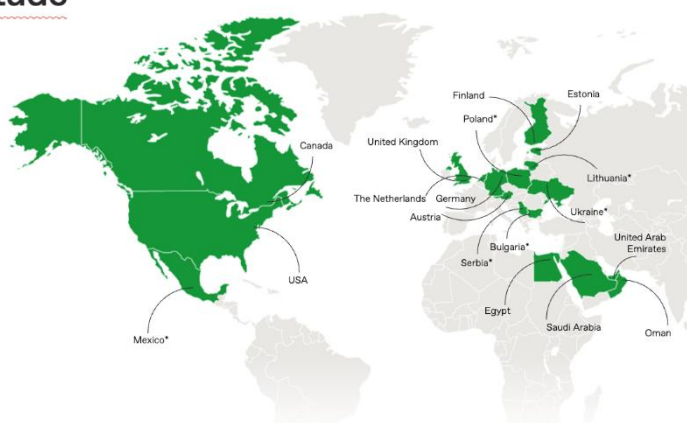 Finland
Estonia
Poland*
Canada
United Kingdom
Lithuania*
The Netherlands
Germany
Austria
Ukraine*
United Arab
Emirates
Bulgaria*
Serbia*
USA
Egypt
Saudi Arabia
Oman
Mexico*